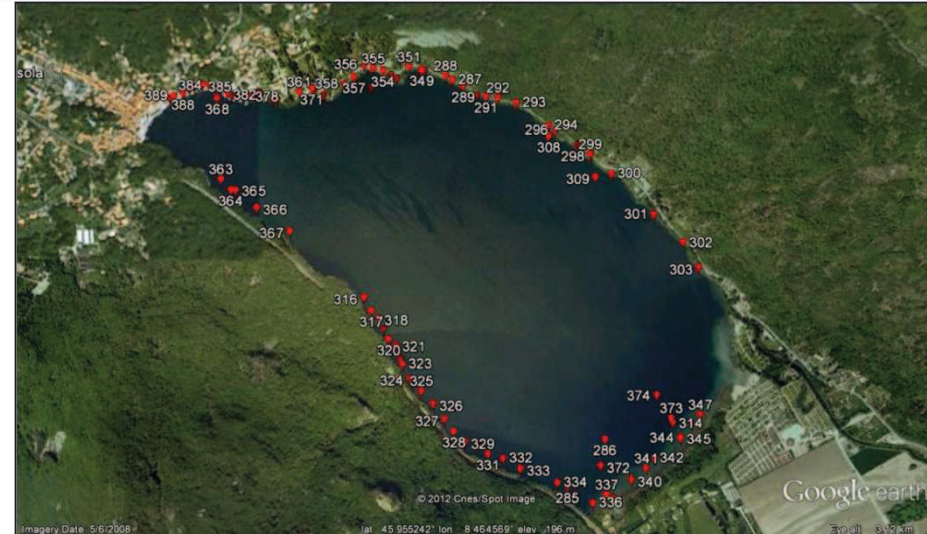 sola
356 355 351
361 358 357 354 349 288 287
389 384 385 382 378 371 289 292 293
388 368 291
296 294
308 299
298
363 309 300
364 365
366 301
367 302
303
316
317 318
320 321
323
324 325
326 374
327 373 347
328 329 286 344 314 345
331 332 372 341 342
333 334 337 340
285 336
© 2012 Cnes/Spot Image
Google earth
Imagery Date 5/6/2008 lat 45.955242° lon 8.464569° elev 196 m Eye alt 3.12 km